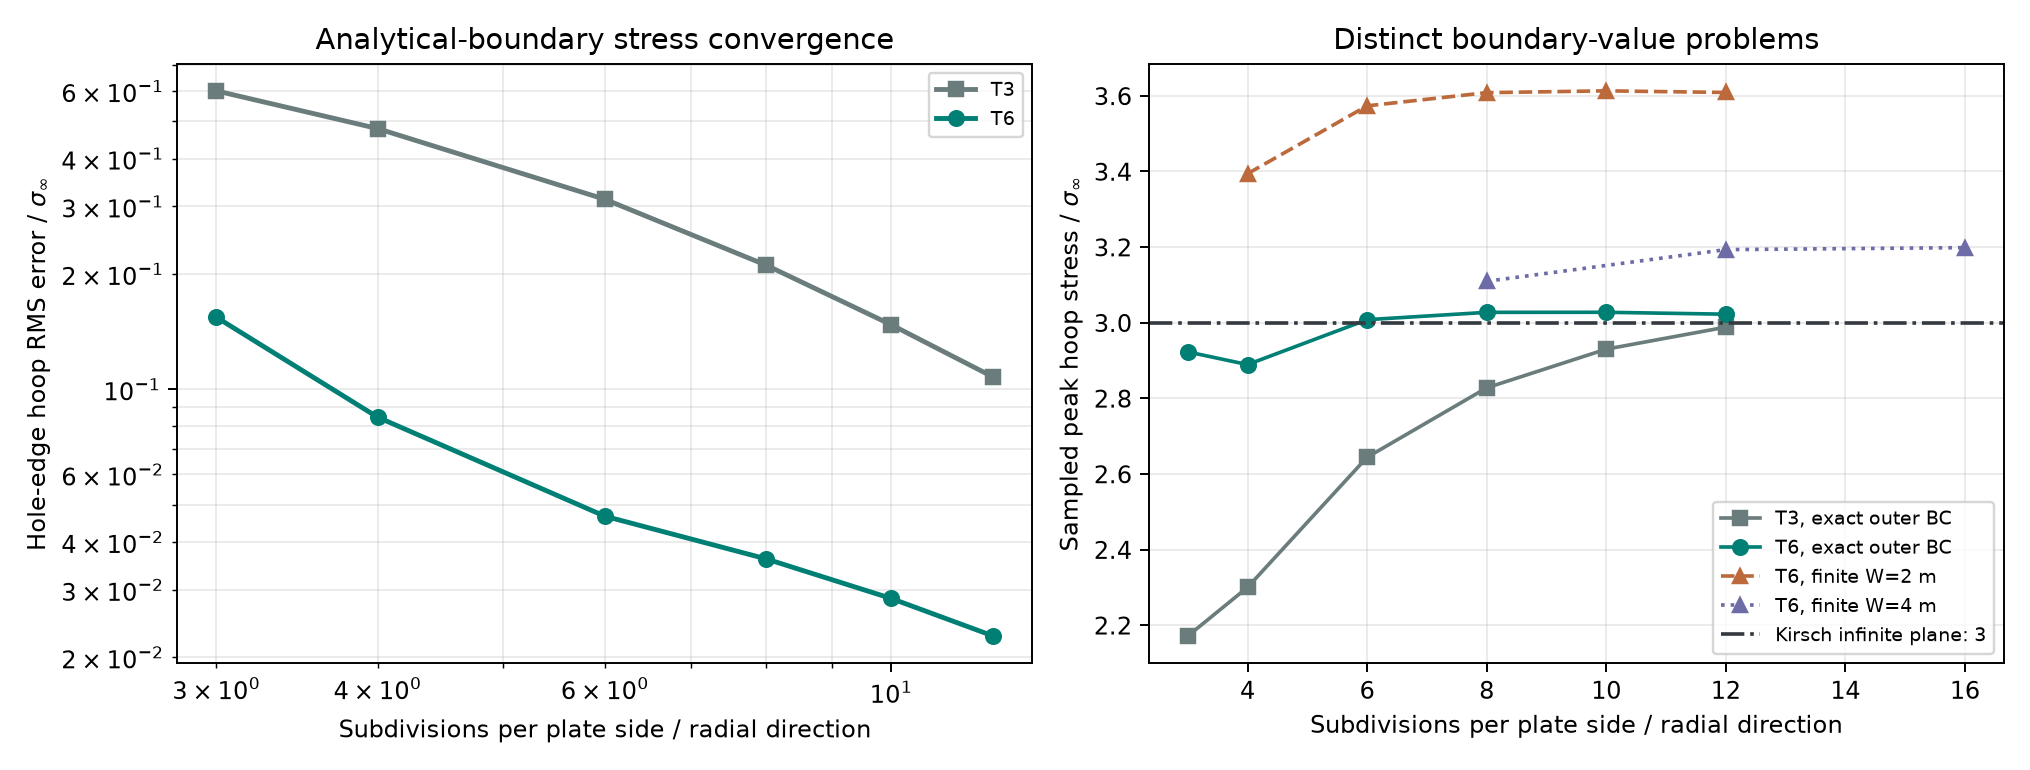 Analytical-boundary stress convergence
Hole-edge hoop RMS error / σ∞
6 × 10⁻¹
4 × 10⁻¹
3 × 10⁻¹
2 × 10⁻¹
10⁻¹
6 × 10⁻²
4 × 10⁻²
3 × 10⁻²
2 × 10⁻²
T3
T6
3 × 10⁰
4 × 10⁰
6 × 10⁰
10¹
Subdivisions per plate side / radial direction
Distinct boundary-value problems
Sampled peak hoop stress / σ∞
3.6
3.4
3.2
3.0
2.8
2.6
2.4
2.2
T3, exact outer BC
T6, exact outer BC
T6, finite W=2 m
T6, finite W=4 m
Kirsch infinite plane: 3
4
6
8
10
12
14
16
Subdivisions per plate side / radial direction